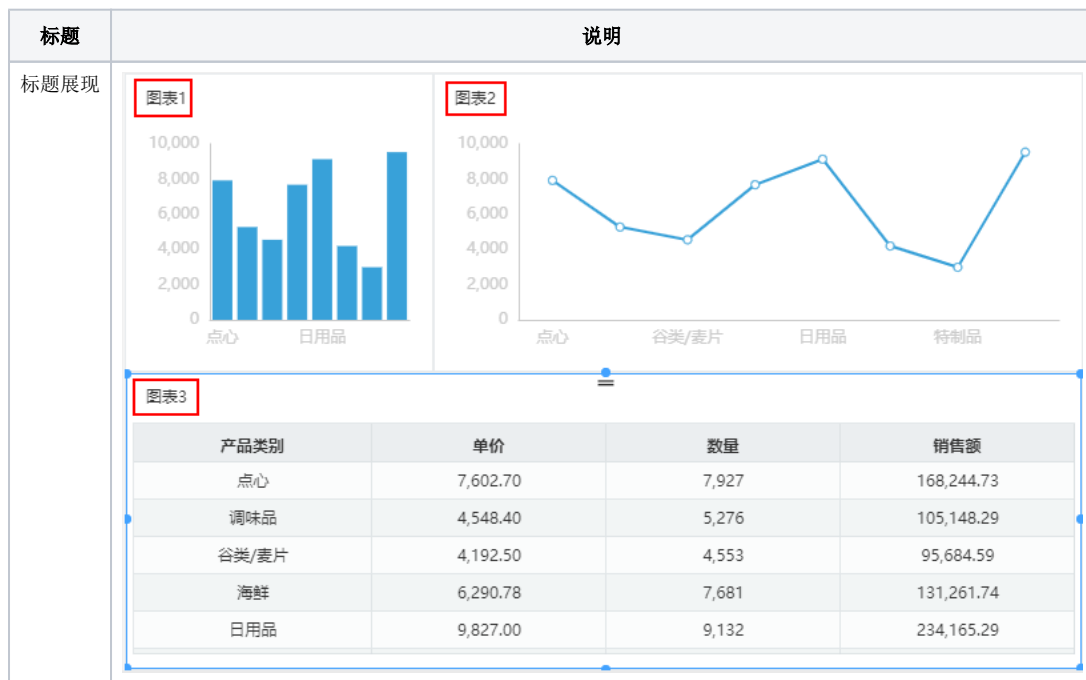 标题 说明
标题展现
图表1
10,000
8,000
6,000
4,000
2,000
0
点心 日用品
图表2
10,000
8,000
6,000
4,000
2,000
0
点心 谷类/麦片 日用品 特制品
图表3
产品类别 单价 数量 销售额
点心 7,602.70 7,927 168,244.73
调味品 4,548.40 5,276 105,148.29
谷类/麦片 4,192.50 4,553 95,684.59
海鲜 6,290.78 7,681 131,261.74
日用品 9,827.00 9,132 234,165.29